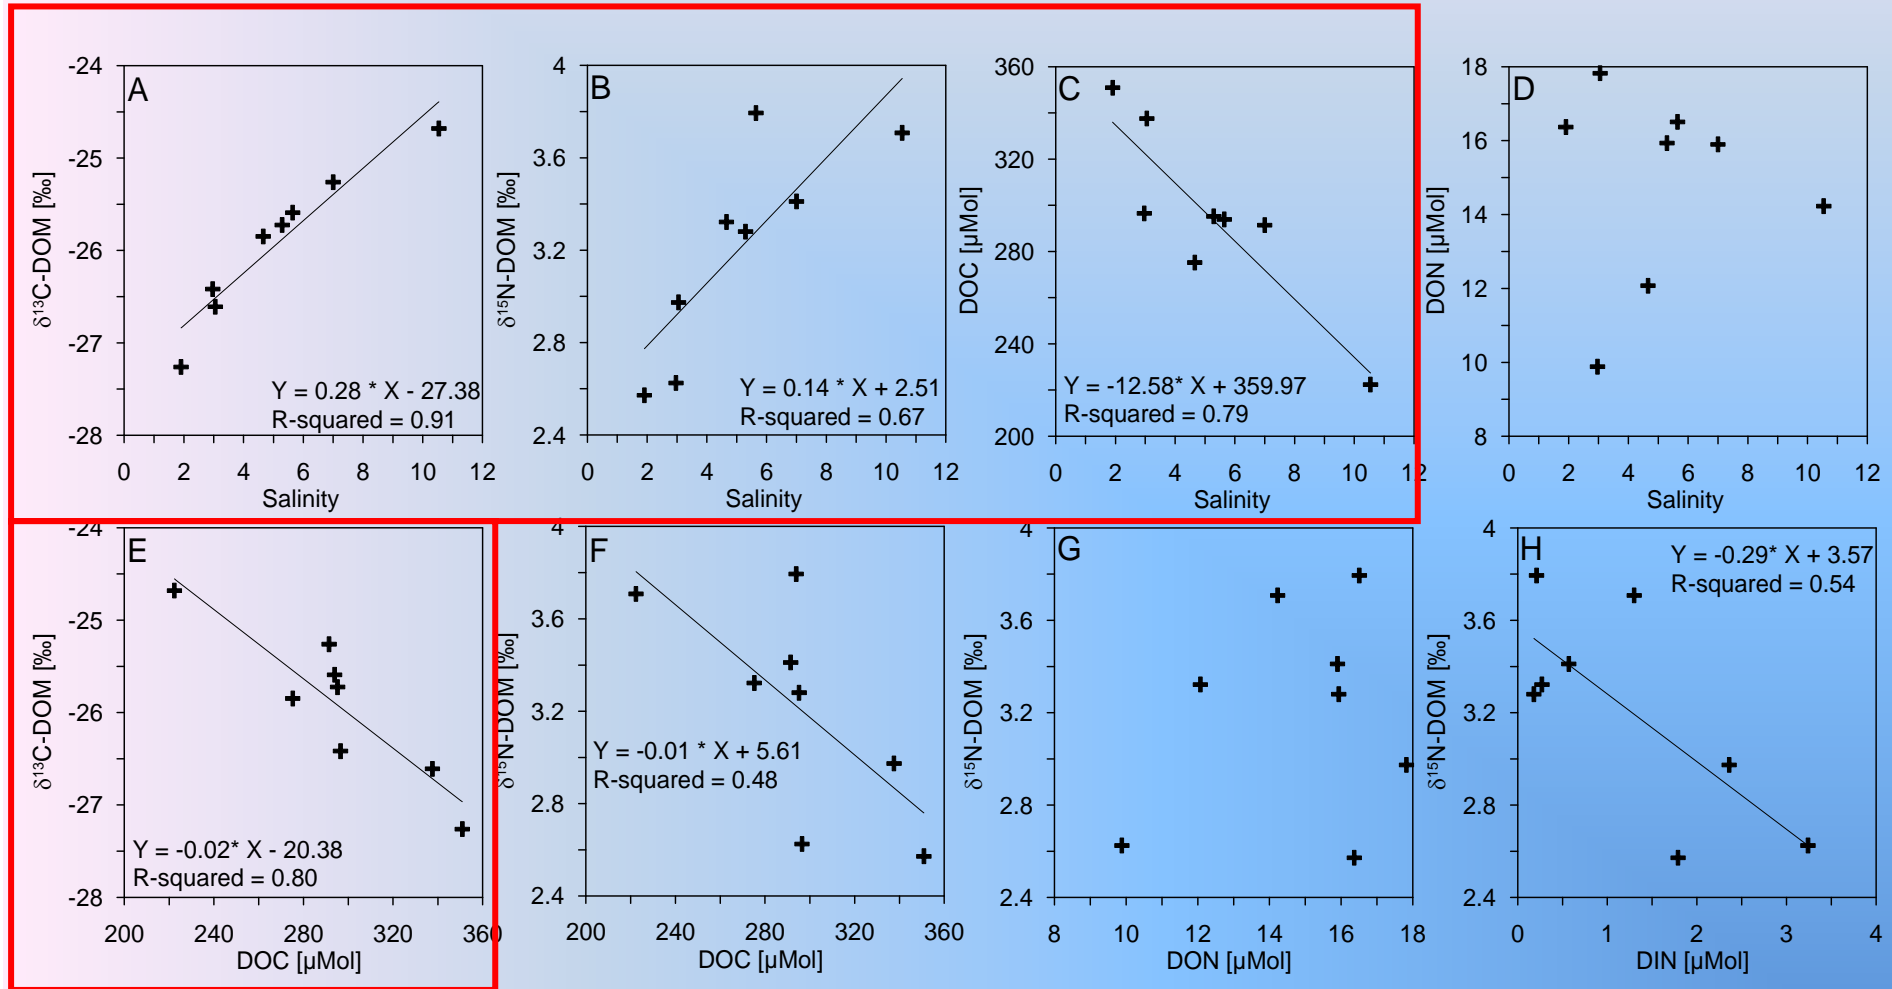 A
-24
-25
-26
-27
-28
δ¹³C-DOM [‰]
Y = 0.28 * X - 27.38
R-squared = 0.91
0 2 4 6 8 10 12
Salinity
B
4
3.6
3.2
2.8
2.4
δ¹⁵N-DOM [‰]
Y = 0.14 * X + 2.51
R-squared = 0.67
0 2 4 6 8 10 12
Salinity
C
360
320
280
240
200
DOC [µMol]
Y = -12.58* X + 359.97
R-squared = 0.79
0 2 4 6 8 10 12
Salinity
D
18
16
14
12
10
8
DON [µMol]
0 2 4 6 8 10 12
Salinity
E
-24
-25
-26
-27
-28
δ¹³C-DOM [‰]
Y = -0.02* X - 20.38
R-squared = 0.80
200 240 280 320 360
DOC [µMol]
F
4
3.6
3.2
2.8
2.4
δ¹⁵N-DOM [‰]
Y = -0.01 * X + 5.61
R-squared = 0.48
200 240 280 320 360
DOC [µMol]
G
4
3.6
3.2
2.8
2.4
δ¹⁵N-DOM [‰]
8 10 12 14 16 18
DON [µMol]
H
4
3.6
3.2
2.8
2.4
δ¹⁵N-DOM [‰]
Y = -0.29* X + 3.57
R-squared = 0.54
0 1 2 3 4
DIN [µMol]